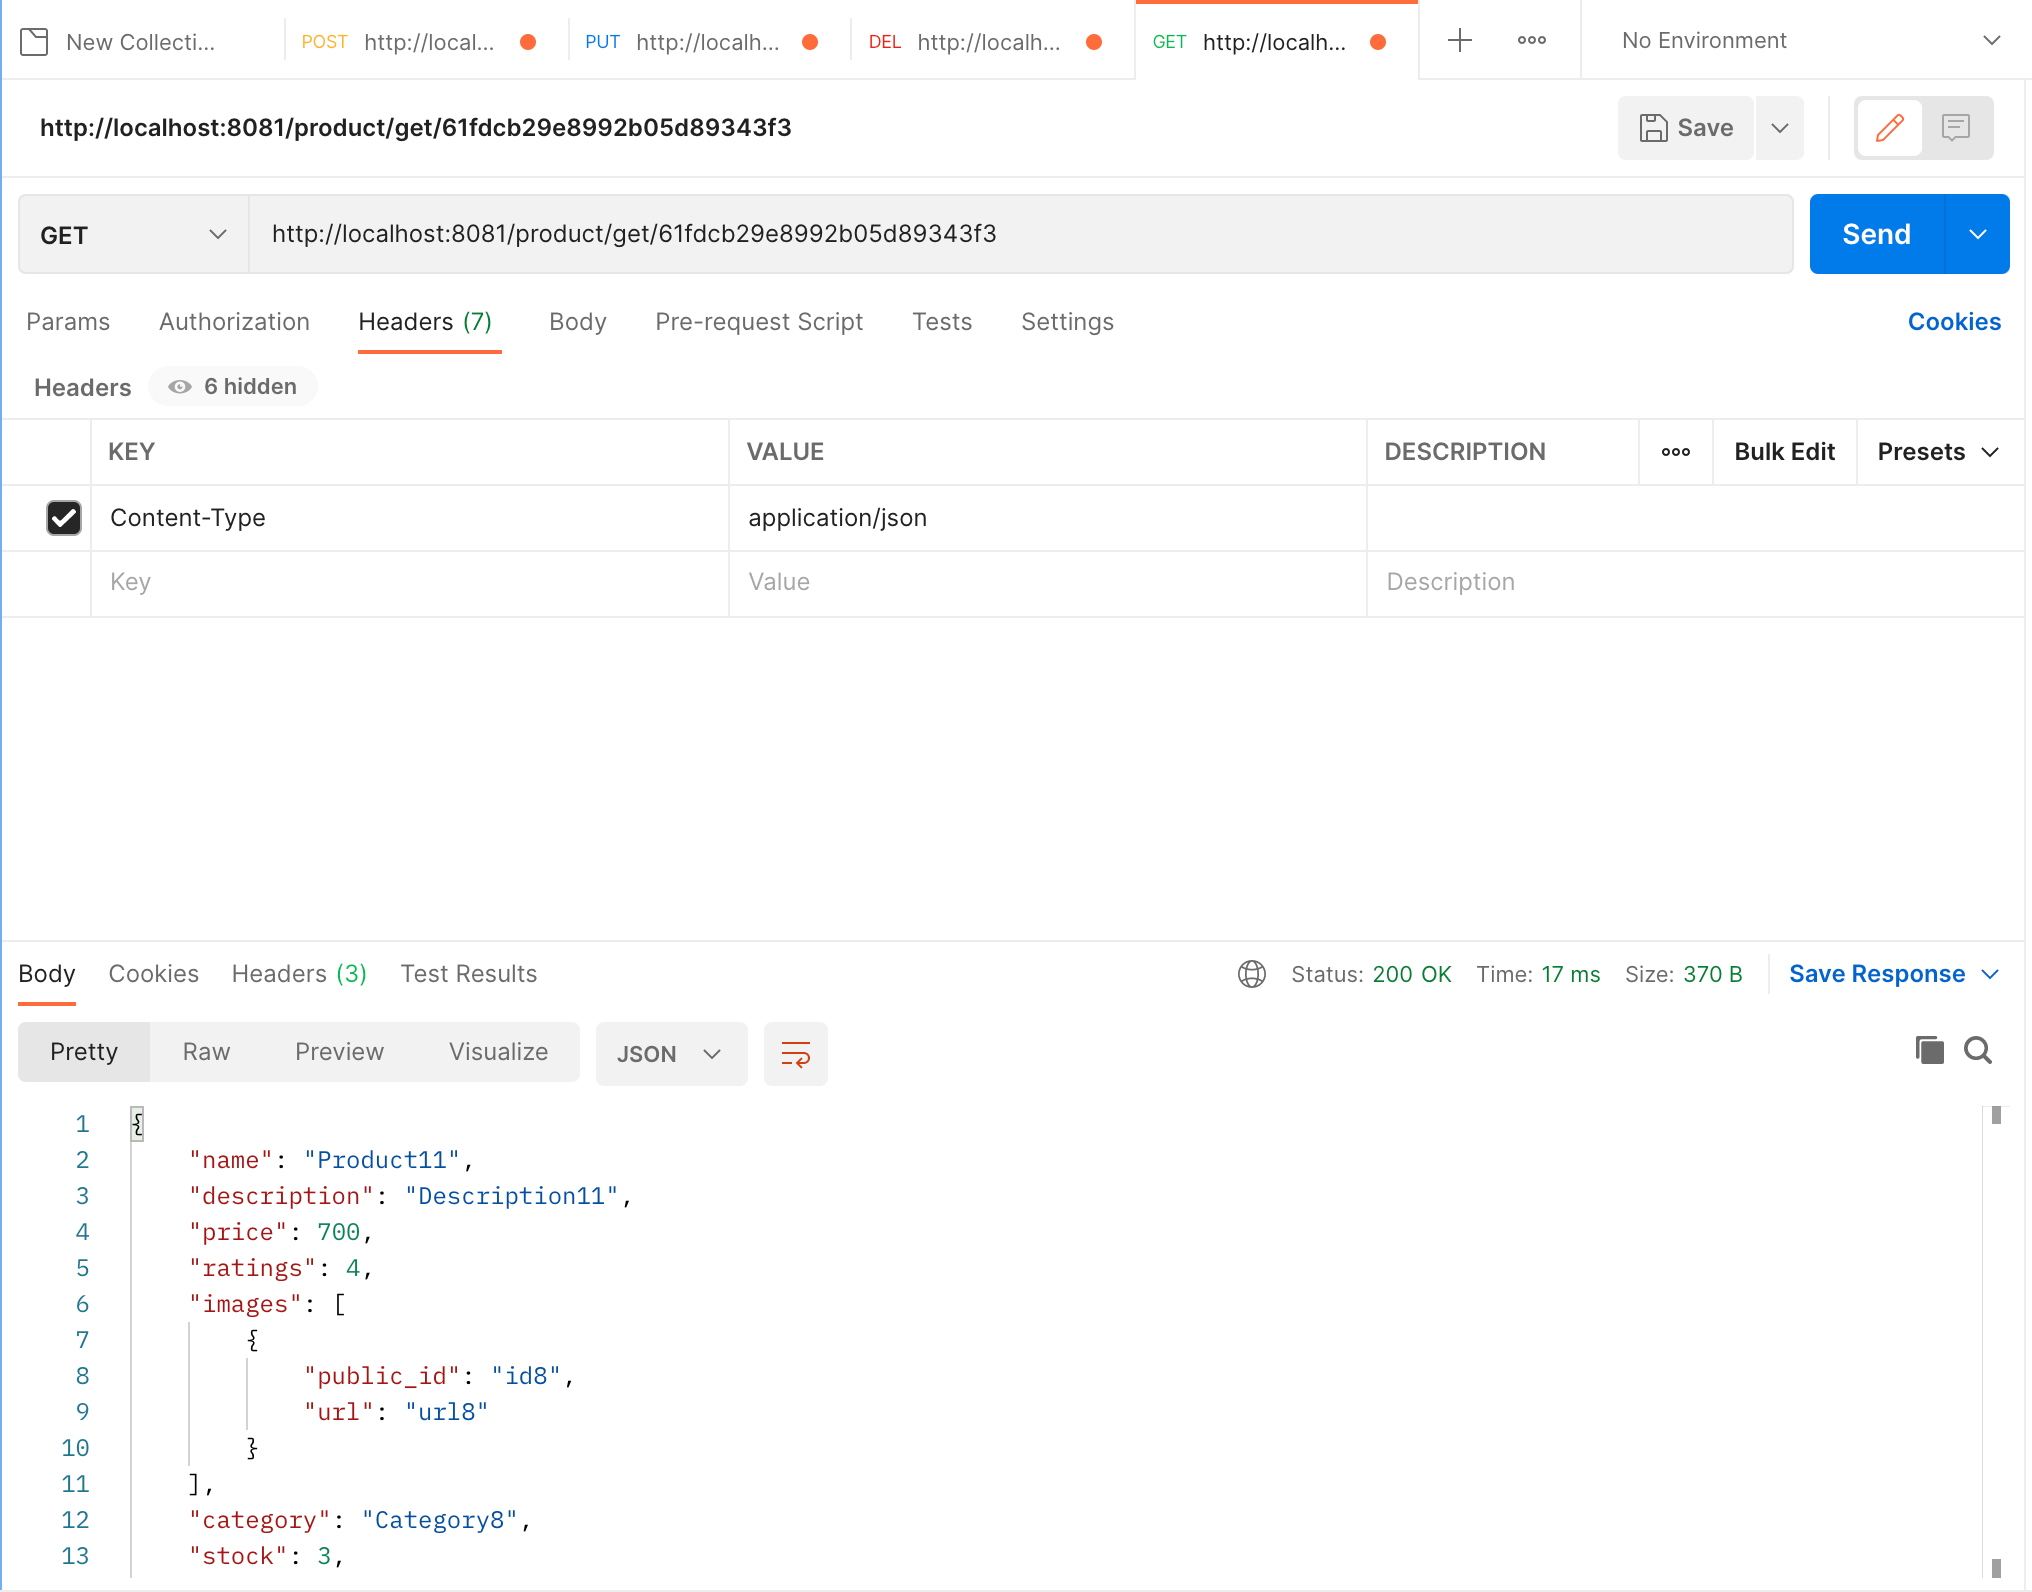 New Collecti... POST http://local... PUT http://localh... DEL http://localh... GET http://localh... No Environment
http://localhost:8081/product/get/61fdcb29e8992b05d89343f3 Save
GET http://localhost:8081/product/get/61fdcb29e8992b05d89343f3 Send
Params Authorization Headers (7) Body Pre-request Script Tests Settings Cookies
Headers 6 hidden
KEY VALUE DESCRIPTION Bulk Edit Presets
Content-Type application/json
Key Value Description
Body Cookies Headers (3) Test Results Status: 200 OK Time: 17 ms Size: 370 B Save Response
Pretty Raw Preview Visualize JSON
1 {
2 "name": "Product11",
3 "description": "Description11",
4 "price": 700,
5 "ratings": 4,
6 "images": [
7 {
8 "public_id": "id8",
9 "url": "url8"
10 }
11 ],
12 "category": "Category8",
13 "stock": 3,